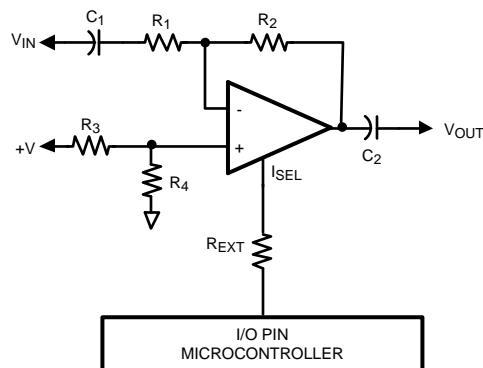 C1
R1
R2
VIN
-
R3
+V
+
VOUT
C2
R4
ISEL
REXT
I/O PIN
MICROCONTROLLER